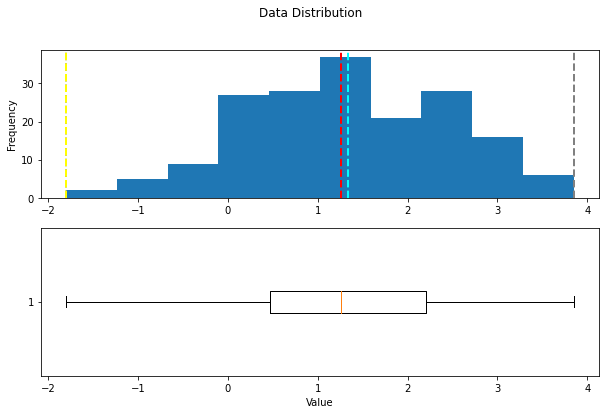 Data Distribution
Frequency
30
20
10
0
−2 −1 0 1 2 3 4
1
−2 −1 0 1 2 3 4
Value